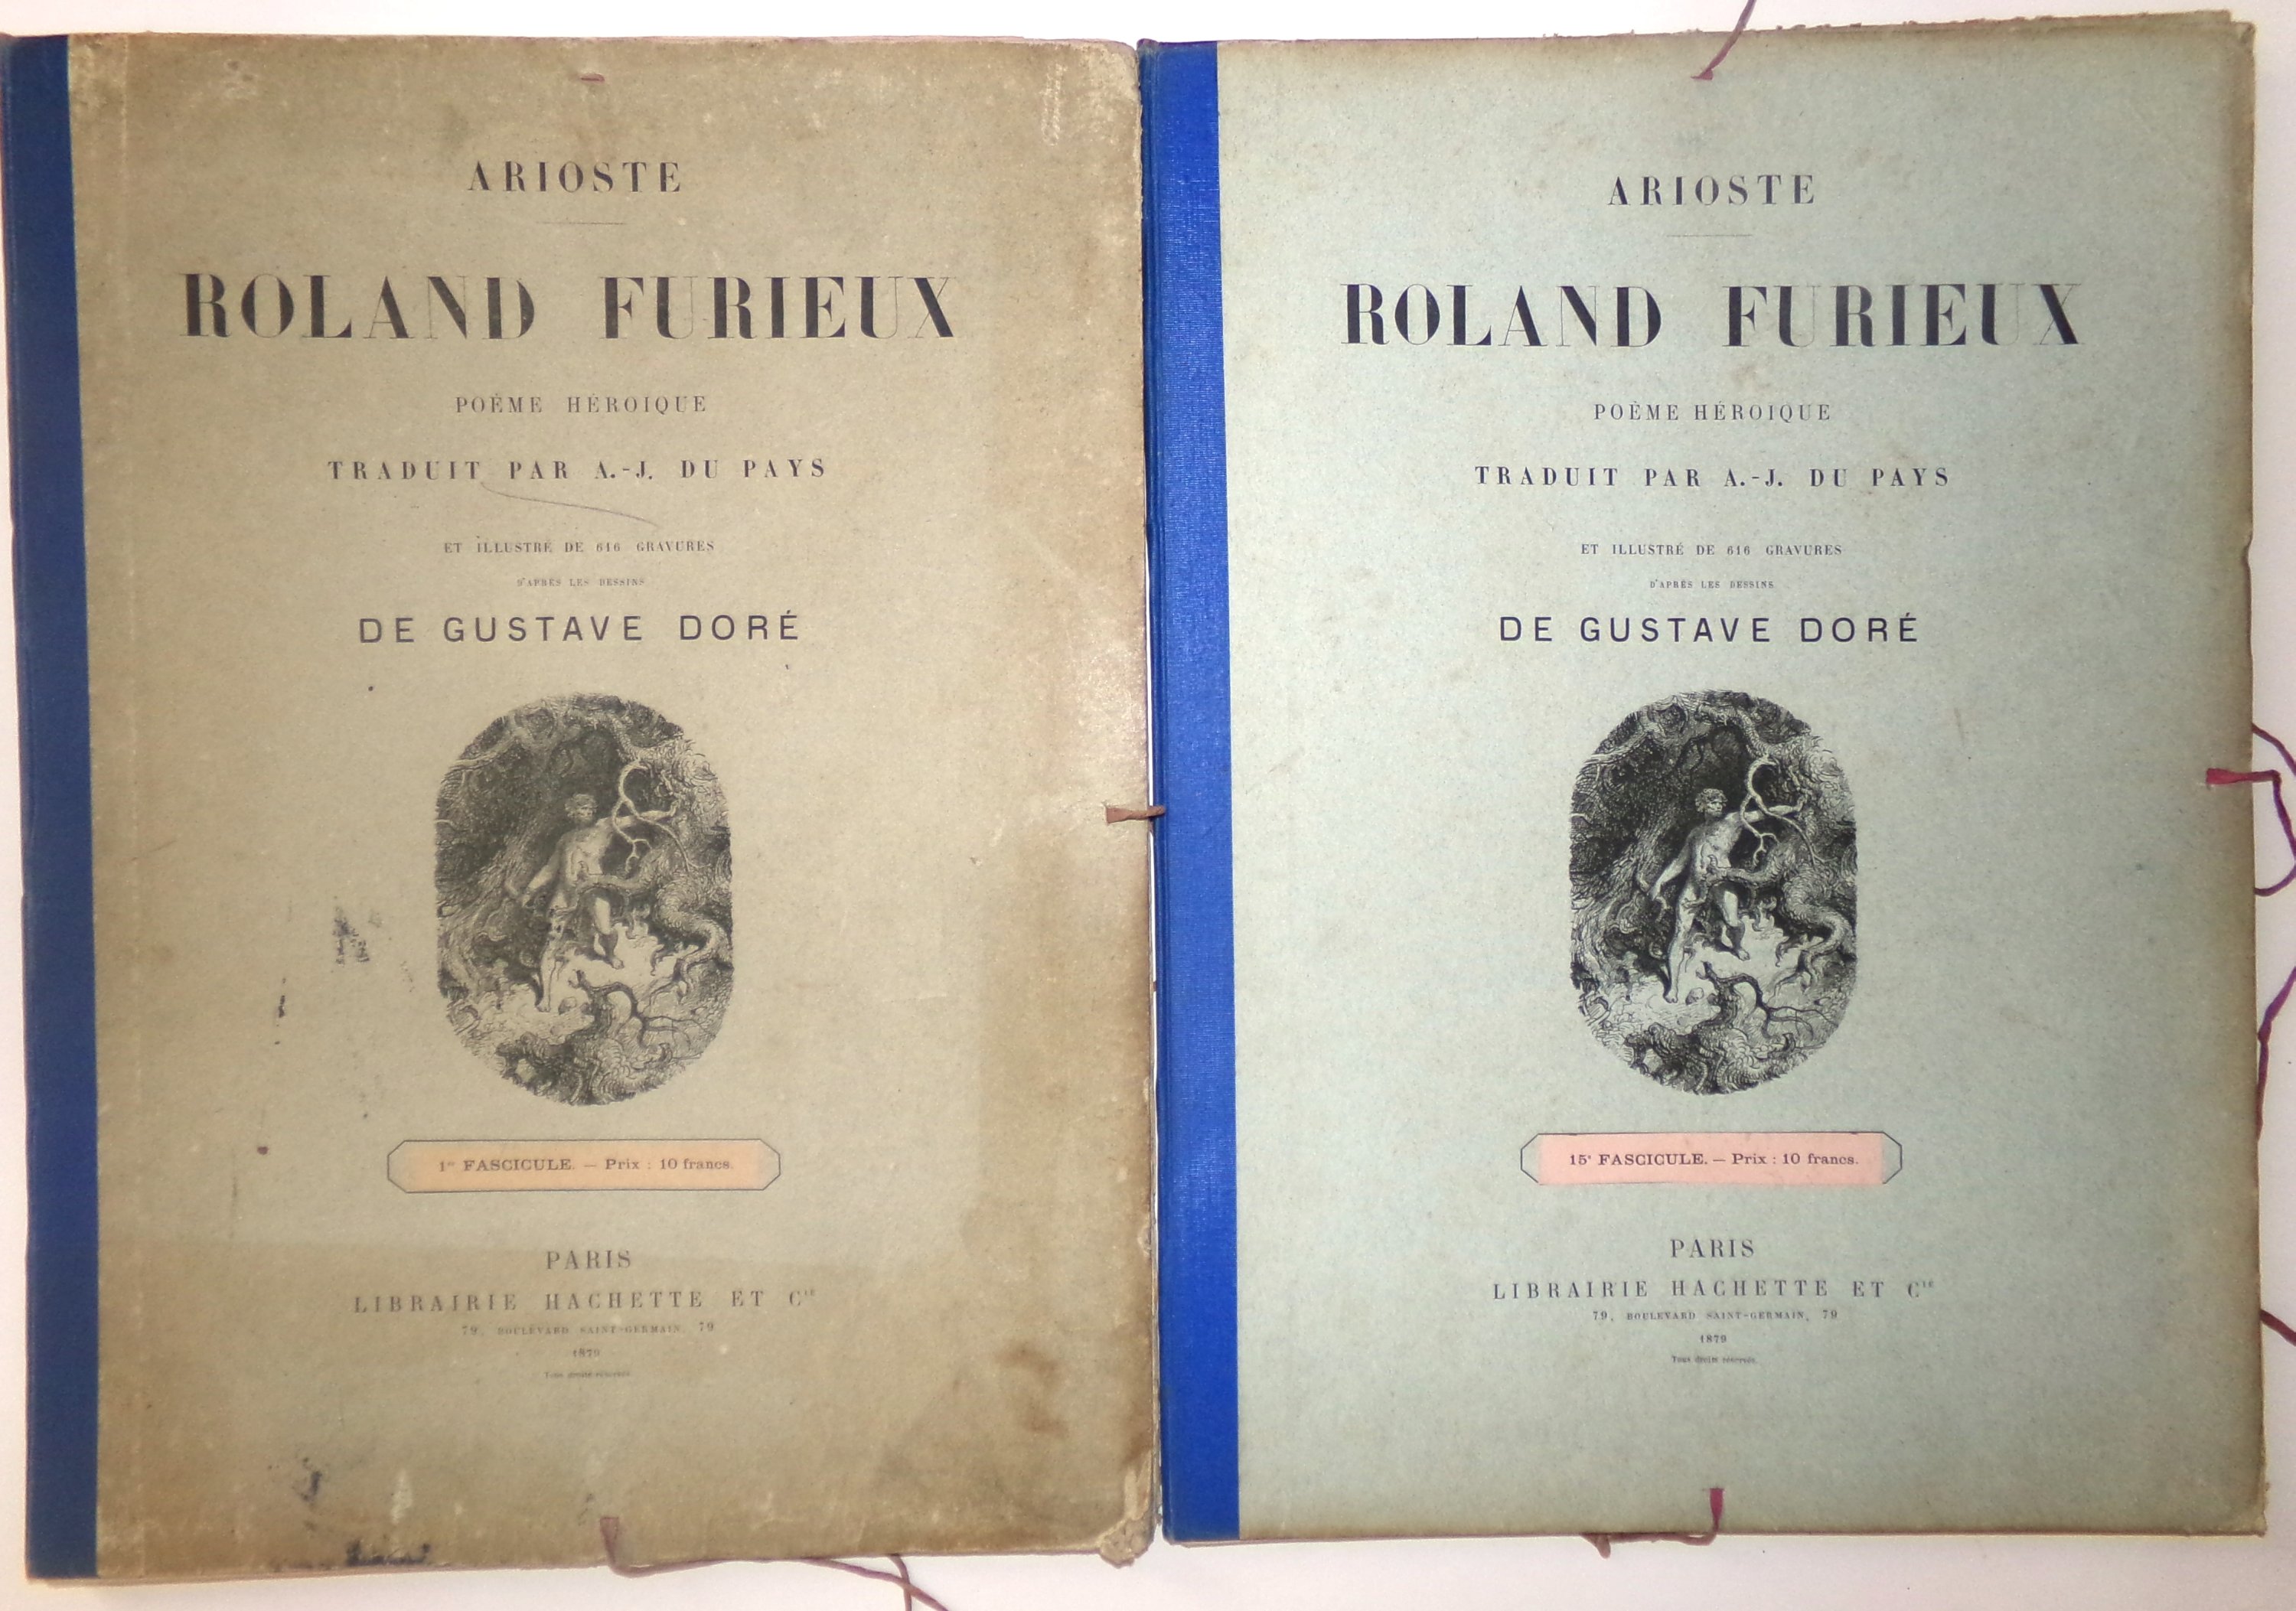 ARIOSTE
ROLAND FURIEUX
POÈME HÉROIQUE
TRADUIT PAR A.-J. DU PAYS
ET ILLUSTRÉ DE 616 GRAVURES
D'APRÈS LES DESSINS
DE GUSTAVE DORÉ
1er FASCICULE. — Prix : 10 francs.
PARIS
LIBRAIRIE HACHETTE ET Cie
79, BOULEVARD SAINT-GERMAIN, 79
1879
Tous droits réservés
ARIOSTE
ROLAND FURIEUX
POÈME HÉROIQUE
TRADUIT PAR A.-J. DU PAYS
ET ILLUSTRÉ DE 616 GRAVURES
D'APRÈS LES DESSINS
DE GUSTAVE DORÉ
15e FASCICULE. — Prix : 10 francs.
PARIS
LIBRAIRIE HACHETTE ET Cie
79, BOULEVARD SAINT-GERMAIN, 79
1879
Tous droits réservés